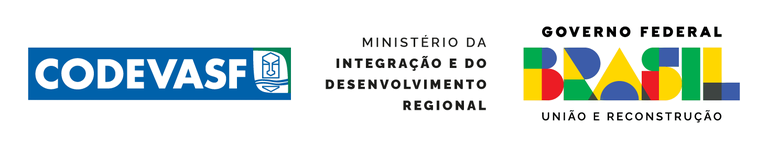 CODEVASF
MINISTÉRIO DA
INTEGRAÇÃO E DO
DESENVOLVIMENTO
REGIONAL
GOVERNO FEDERAL
BRASIL
UNIÃO E RECONSTRUÇÃO